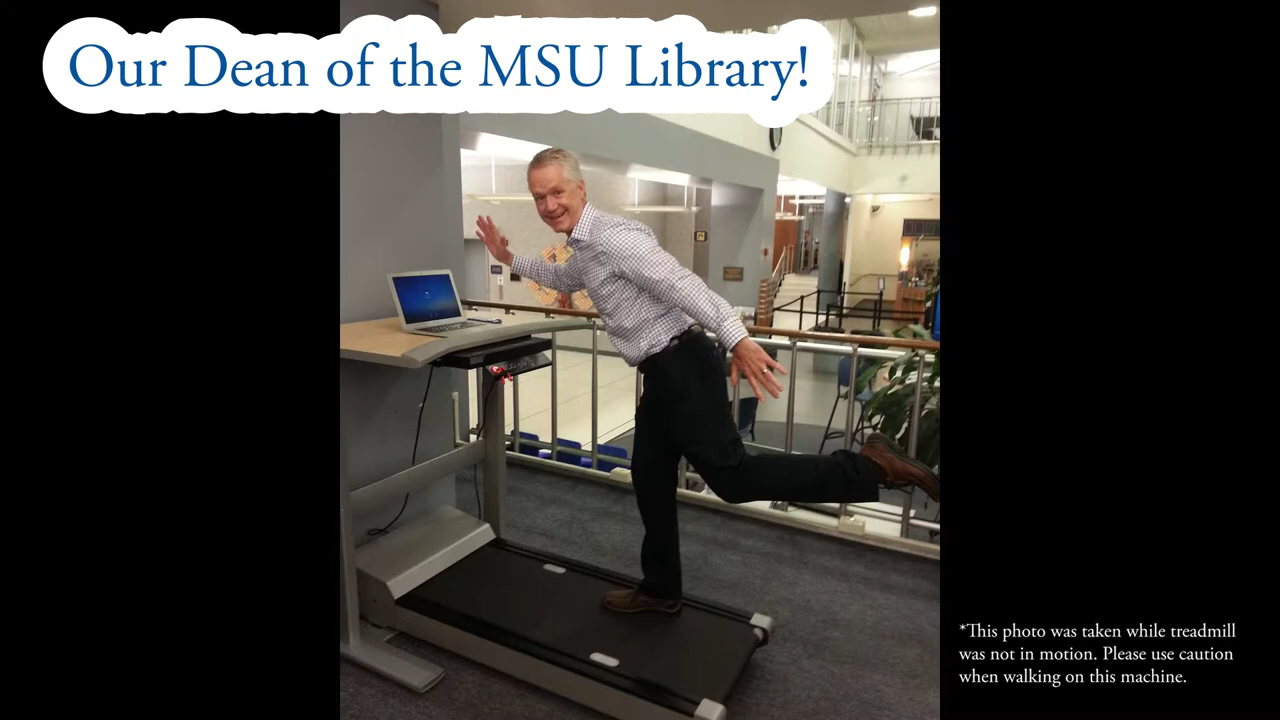 Our Dean of the MSU Library!
*This photo was taken while treadmill
was not in motion. Please use caution
when walking on this machine.